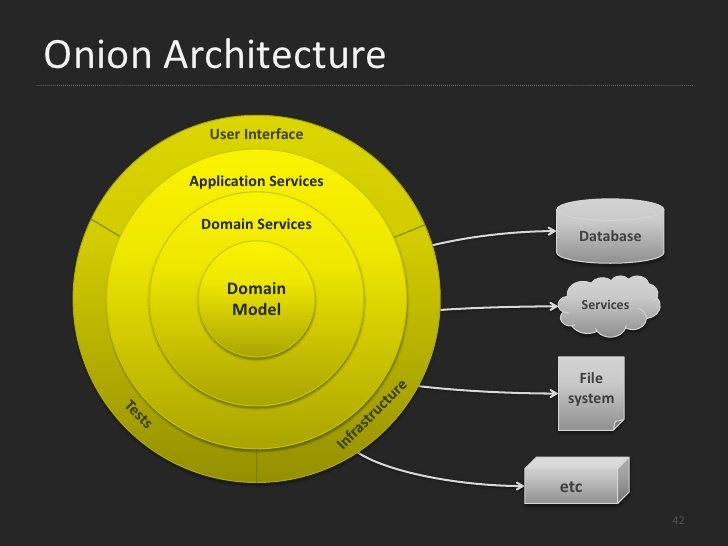 Onion Architecture
User Interface
Application Services
Domain Services
Domain
Model
Tests
Infrastructure
Database
Services
File
system
etc
42